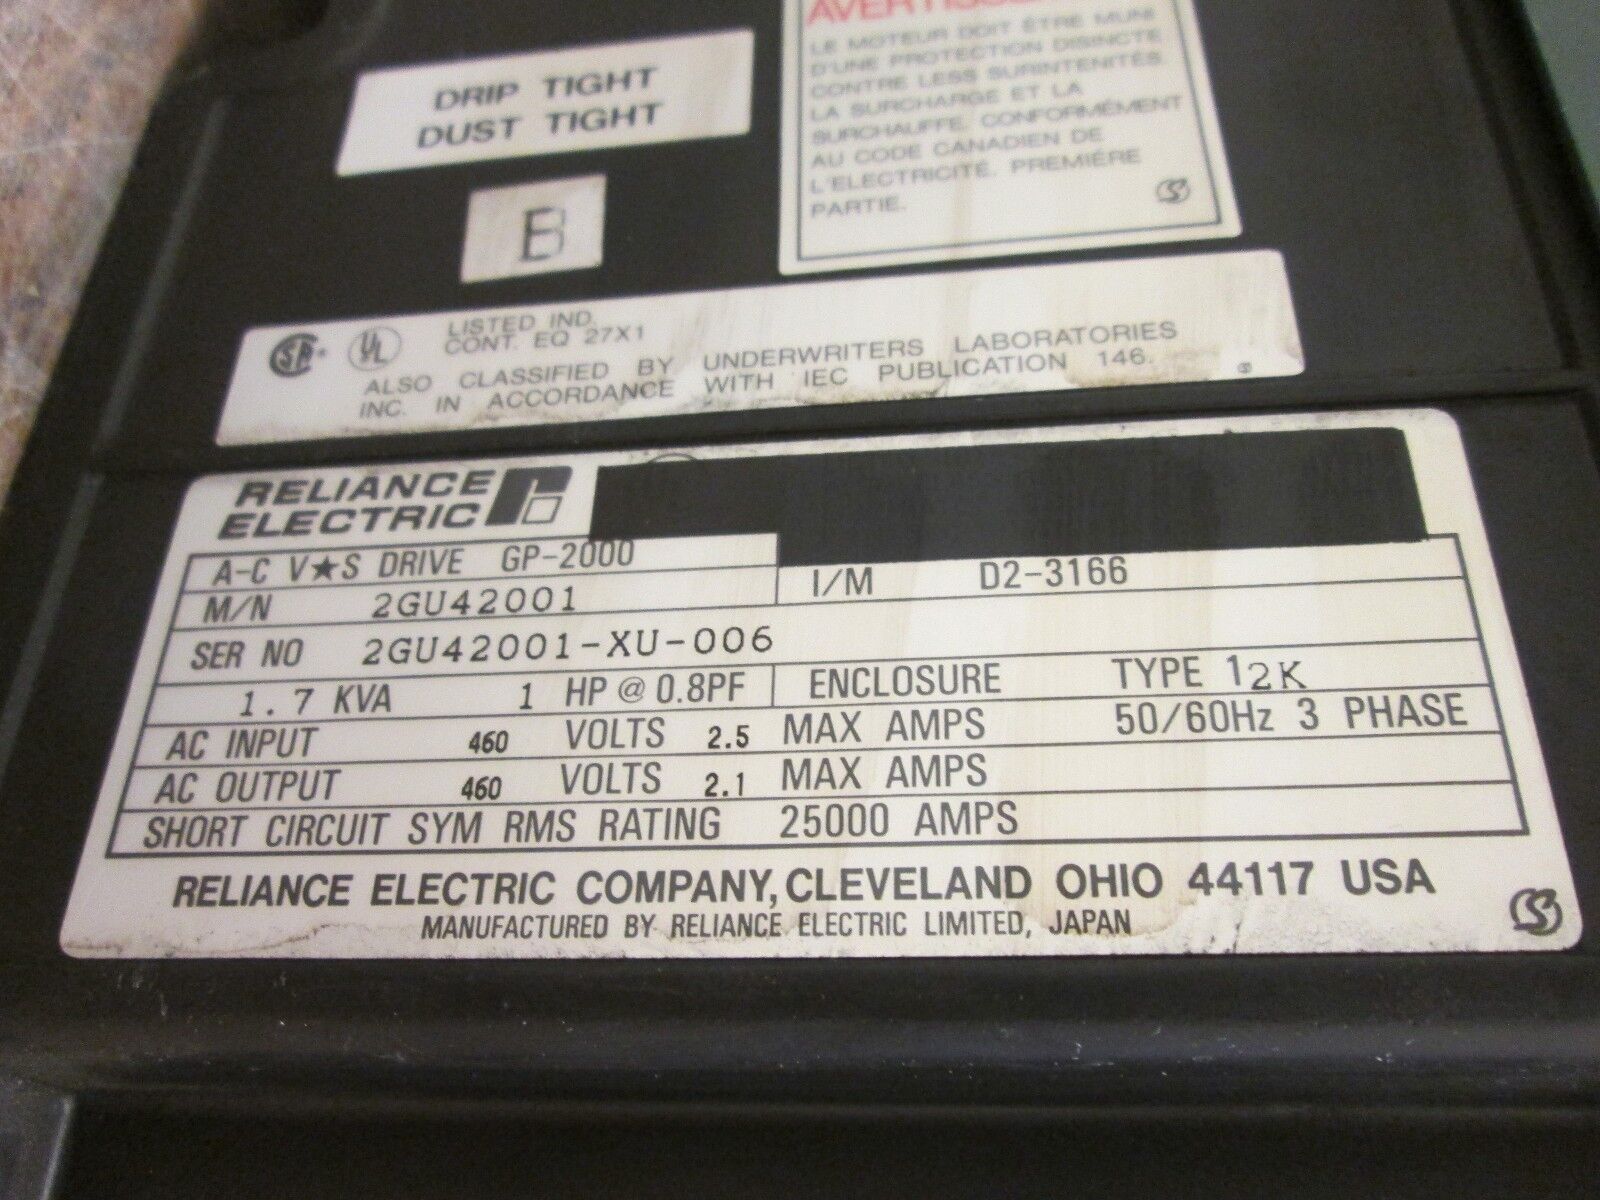 DRIP TIGHT
DUST TIGHT
B
LE MOTEUR DOIT ÊTRE MUNI
D'UNE PROTECTION DISINCTE
CONTRE LESS SURINTENITÉS.
LA SURCHARGE ET LA
SURCHAUFFE, CONFORMÉMENT
AU CODE CANADIEN DE
L'ELECTRICITÉ. PREMIÉRE
PARTIE.
LISTED IND.
CONT. EQ 27X1
ALSO CLASSIFIED BY UNDERWRITERS LABORATORIES
INC. IN ACCORDANCE WITH IEC PUBLICATION 146.
RELIANCE
ELECTRIC
A-C V★S DRIVE GP-2000
M/N 2GU42001 I/M D2-3166
SER NO 2GU42001-XU-006
1.7 KVA 1 HP @ 0.8PF ENCLOSURE TYPE 12K
AC INPUT 460 VOLTS 2.5 MAX AMPS 50/60Hz 3 PHASE
AC OUTPUT 460 VOLTS 2.1 MAX AMPS
SHORT CIRCUIT SYM RMS RATING 25000 AMPS
RELIANCE ELECTRIC COMPANY, CLEVELAND OHIO 44117 USA
MANUFACTURED BY RELIANCE ELECTRIC LIMITED, JAPAN